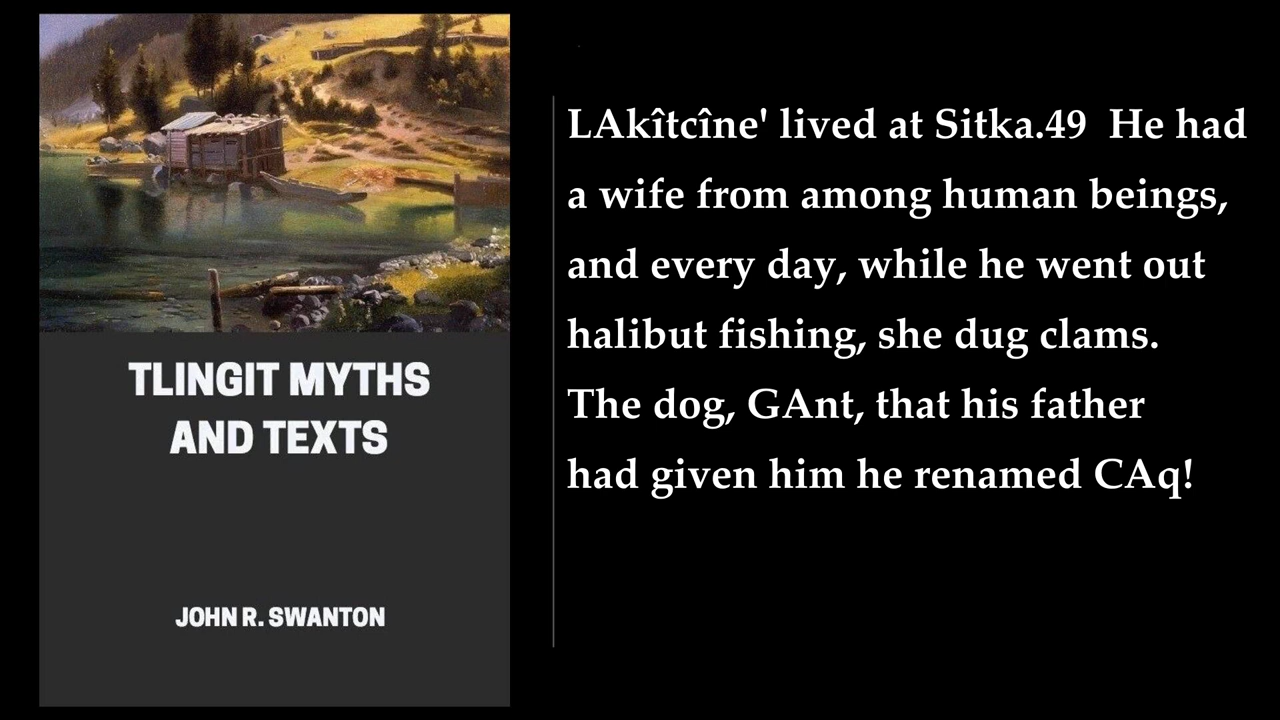 TLINGIT MYTHS
AND TEXTS
JOHN R. SWANTON
LAkîtcîne' lived at Sitka.49 He had
a wife from among human beings,
and every day, while he went out
halibut fishing, she dug clams.
The dog, GAnt, that his father
had given him he renamed CAq!